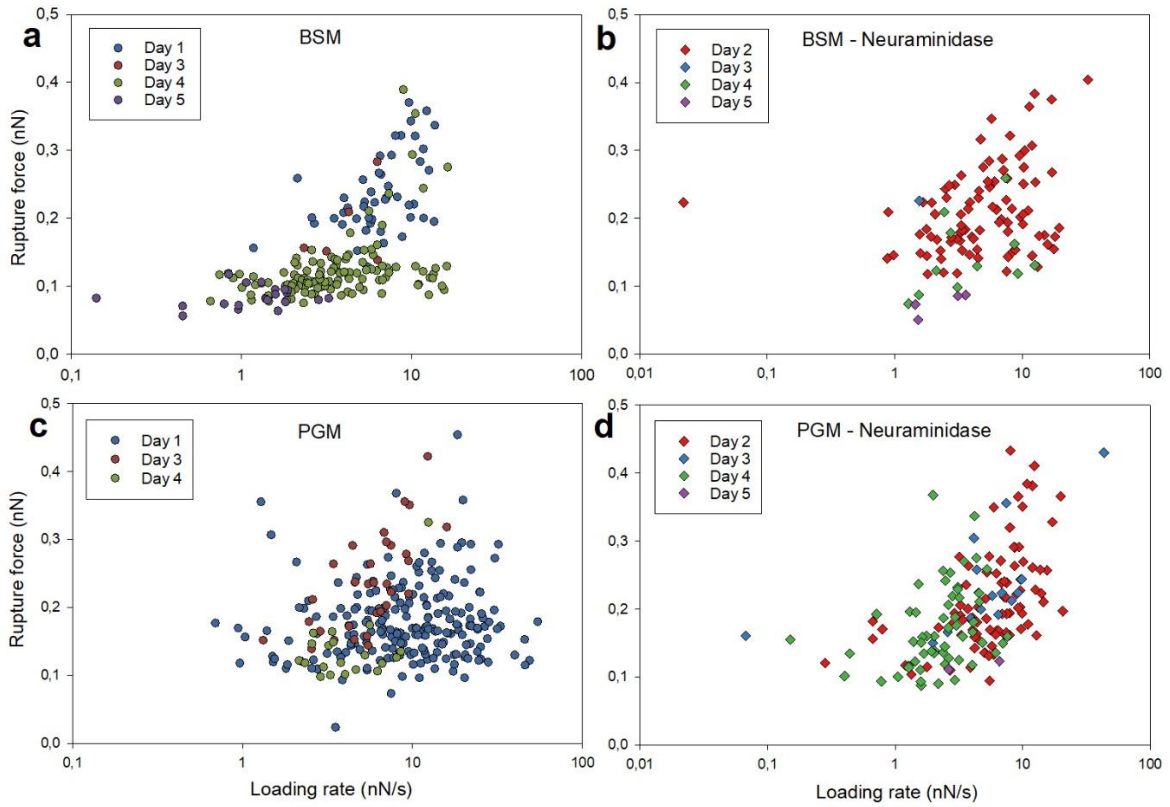 a
BSM
Day 1
Day 3
Day 4
Day 5
Rupture force (nN)
0,5
0,4
0,3
0,2
0,1
0,0
0,1
1
10
100
b
BSM - Neuraminidase
Day 2
Day 3
Day 4
Day 5
0,5
0,4
0,3
0,2
0,1
0,0
0,01
0,1
1
10
100
c
PGM
Day 1
Day 3
Day 4
Rupture force (nN)
0,5
0,4
0,3
0,2
0,1
0,0
0,1
1
10
100
Loading rate (nN/s)
d
PGM - Neuraminidase
Day 2
Day 3
Day 4
Day 5
0,5
0,4
0,3
0,2
0,1
0,0
0,01
0,1
1
10
100
Loading rate (nN/s)